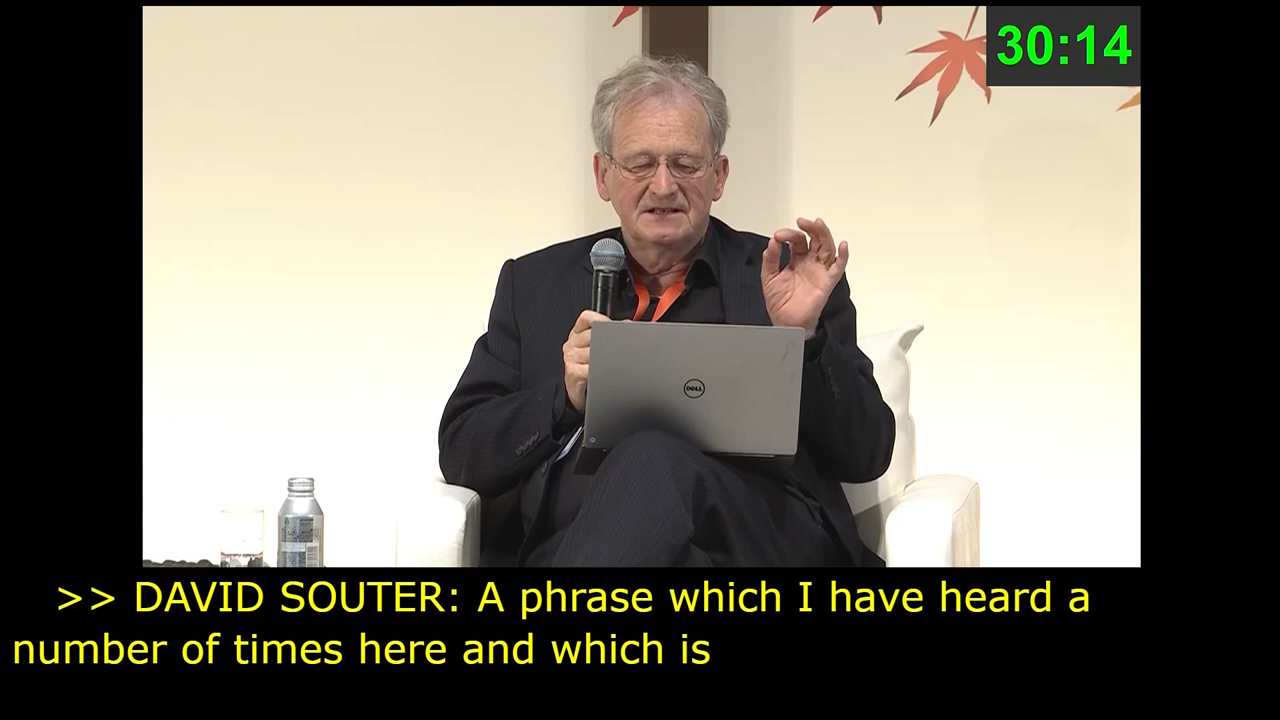 30:14
DELL
>> DAVID SOUTER: A phrase which I have heard a
number of times here and which is